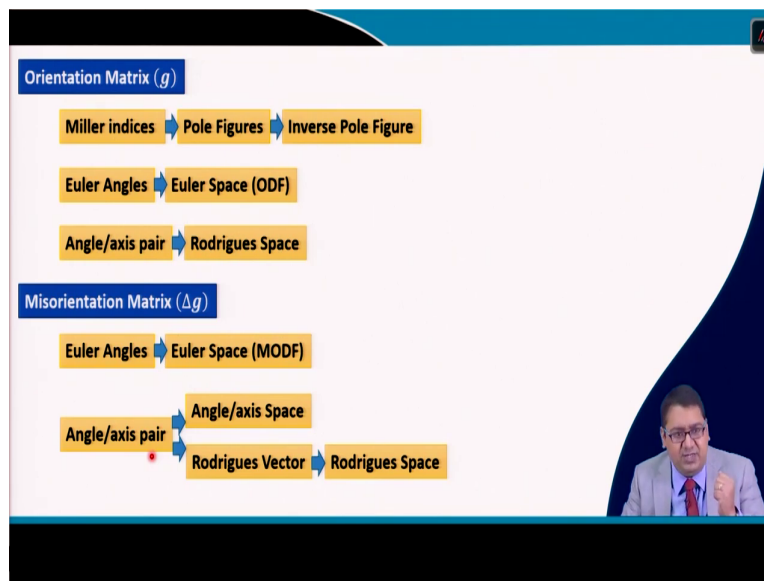 Orientation Matrix (g)
Miller indices Pole Figures Inverse Pole Figure
Euler Angles Euler Space (ODF)
Angle/axis pair Rodrigues Space
Misorientation Matrix (Δg)
Euler Angles Euler Space (MODF)
Angle/axis Space
Angle/axis pair
Rodrigues Vector Rodrigues Space